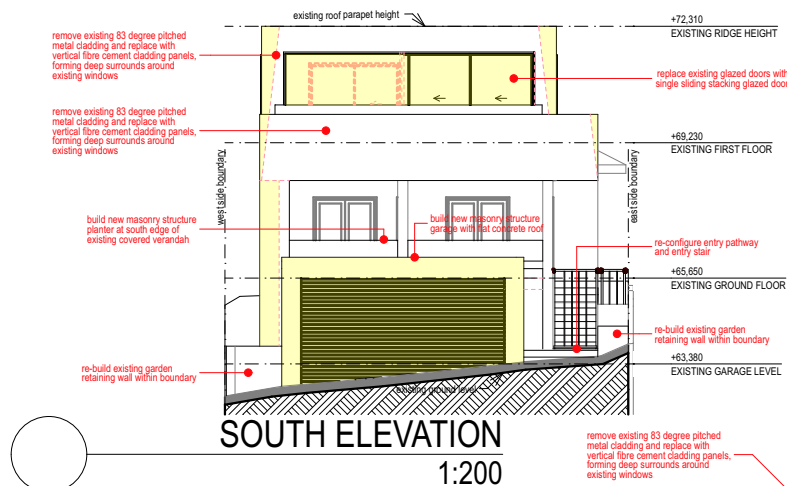 existing roof parapet height
+72,310
EXISTING RIDGE HEIGHT
remove existing 83 degree pitched
metal cladding and replace with
vertical fibre cement cladding panels,
forming deep surrounds around
existing windows
replace existing glazed doors with
single sliding stacking glazed door
remove existing 83 degree pitched
metal cladding and replace with
vertical fibre cement cladding panels,
forming deep surrounds around
existing windows
+69,230
EXISTING FIRST FLOOR
west side boundary
east side boundary
build new masonry structure
planter at south edge of
existing covered verandah
build new masonry structure
garage with flat concrete roof
re-configure entry pathway
and entry stair
+65,650
EXISTING GROUND FLOOR
re-build existing garden
retaining wall within boundary
re-build existing garden
retaining wall within boundary
+63,380
EXISTING GARAGE LEVEL
existing ground level
SOUTH ELEVATION
1:200
remove existing 83 degree pitched
metal cladding and replace with
vertical fibre cement cladding panels,
forming deep surrounds around
existing windows